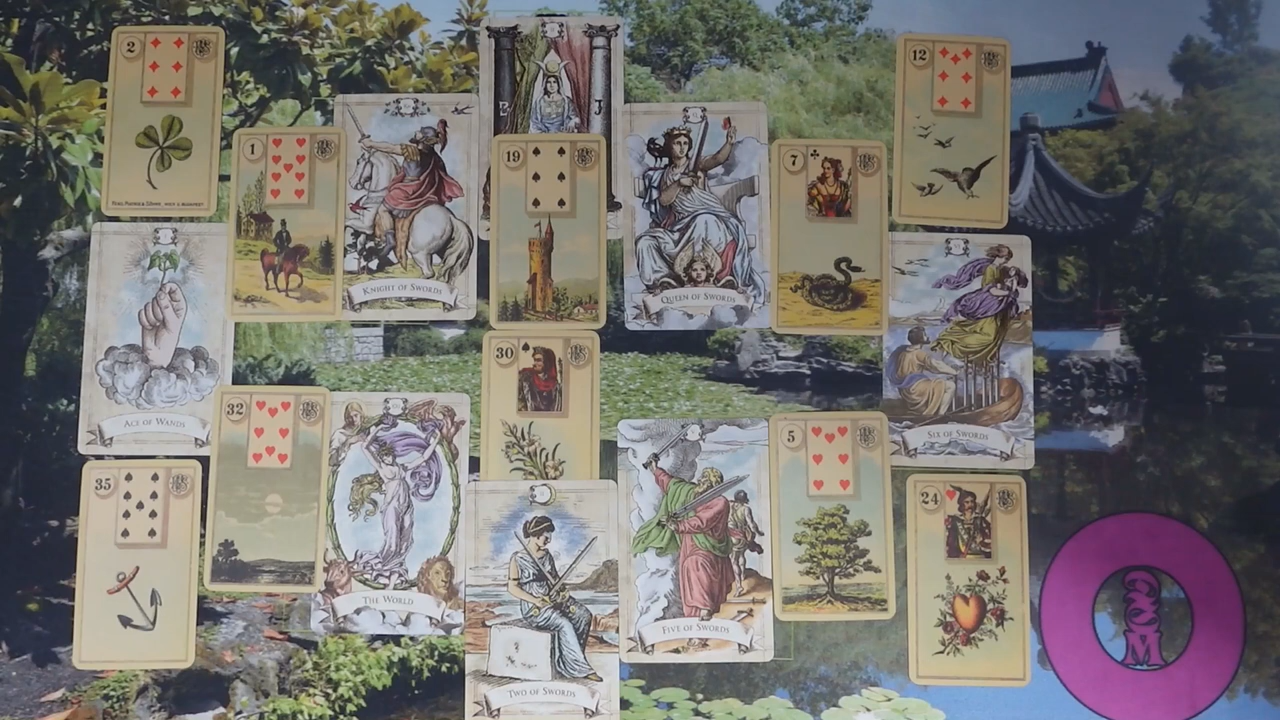 2
12
B J
1
19
7
KNIGHT OF SWORDS
QUEEN OF SWORDS
30
ACE OF WANDS
SIX OF SWORDS
32
5
35
24
THE WORLD
FIVE OF SWORDS
TWO OF SWORDS